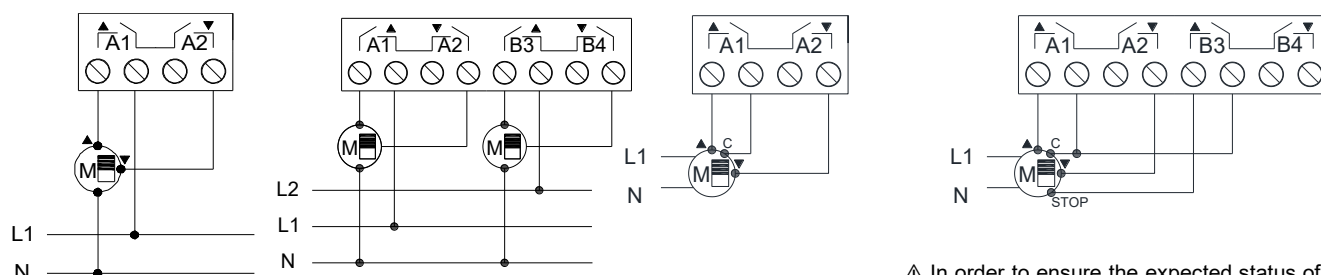 A1 A2
M
L1
N
A1 A2 B3 B4
M M
L2
L1
N
A1 A2
C
L1
M
N
A1 A2 B3 B4
C
L1
M
N
STOP
⚠ In order to ensure the expected status of